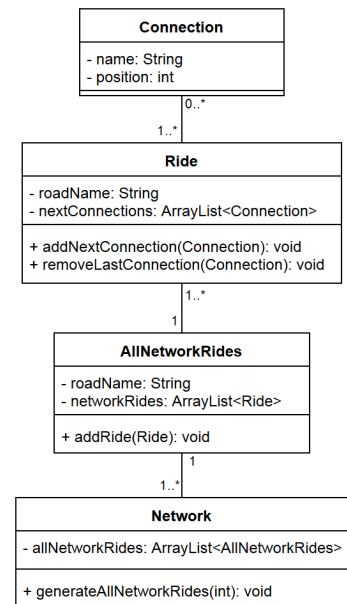 Connection
- name: String
- position: int
0..*
1..*
Ride
- roadName: String
- nextConnections: ArrayList<Connection>
+ addNextConnection(Connection): void
+ removeLastConnection(Connection): void
1..*
1
AllNetworkRides
- roadName: String
- networkRides: ArrayList<Ride>
+ addRide(Ride): void
1
1..*
Network
- allNetworkRides: ArrayList<AllNetworkRides>
+ generateAllNetworkRides(int): void